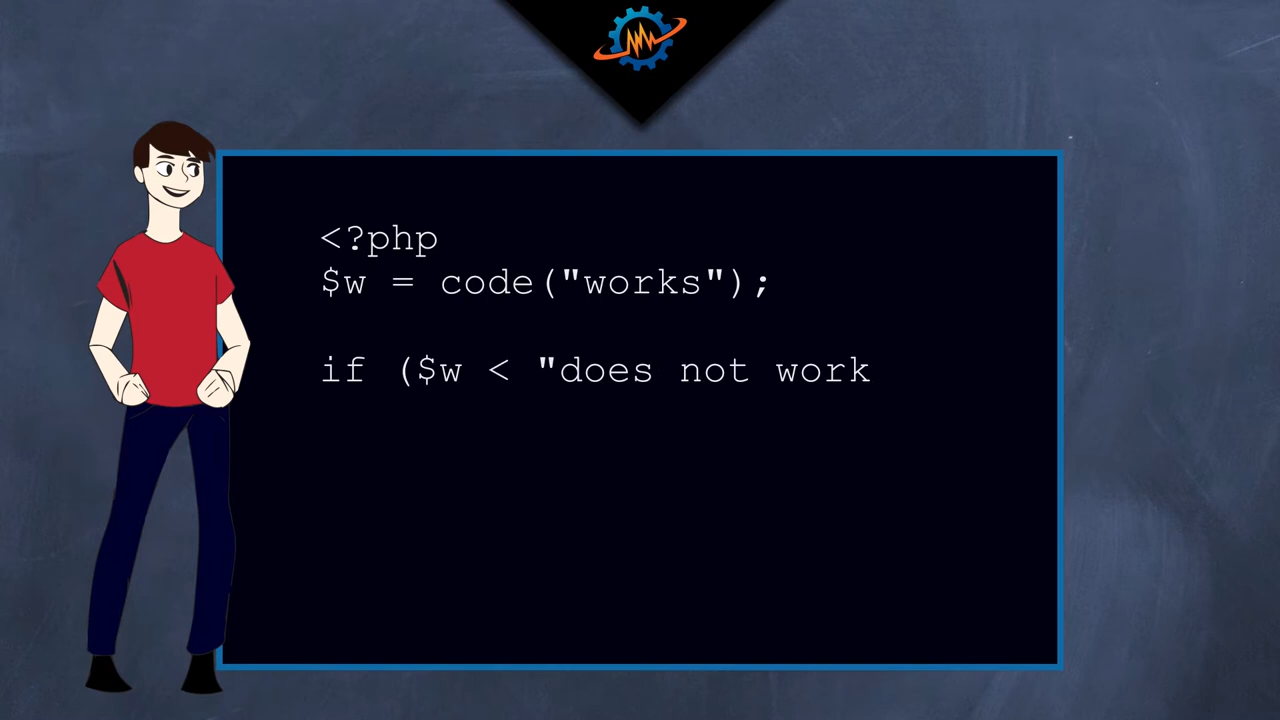 <?php
$w = code("works");
if ($w < "does not work